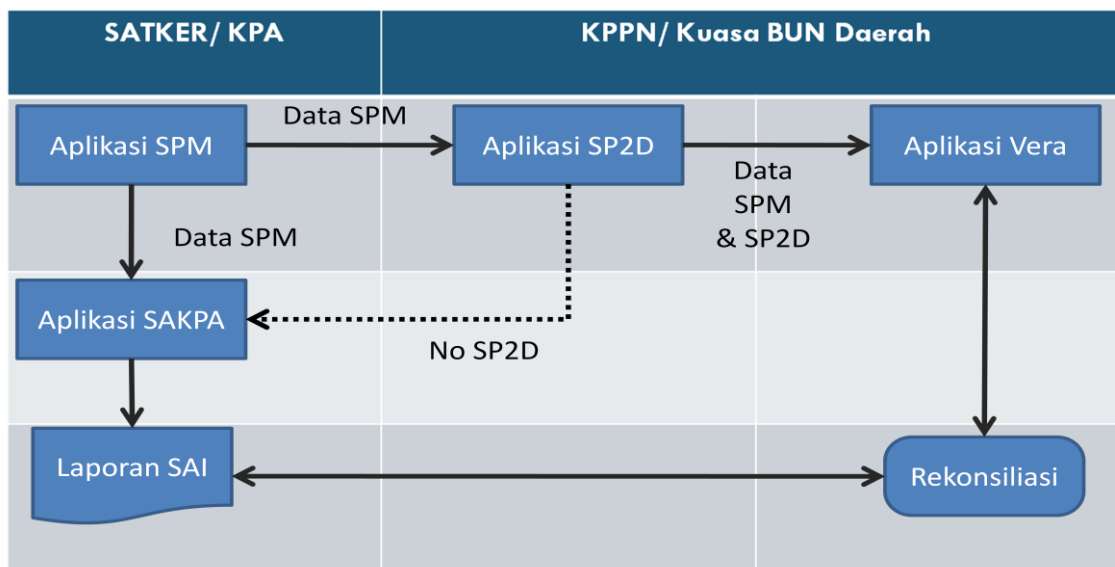 SATKER/ KPA
KPPN/ Kuasa BUN Daerah
Aplikasi SPM
Data SPM
Aplikasi SP2D
Data
SPM
& SP2D
Aplikasi Vera
Data SPM
Aplikasi SAKPA
No SP2D
Laporan SAI
Rekonsiliasi